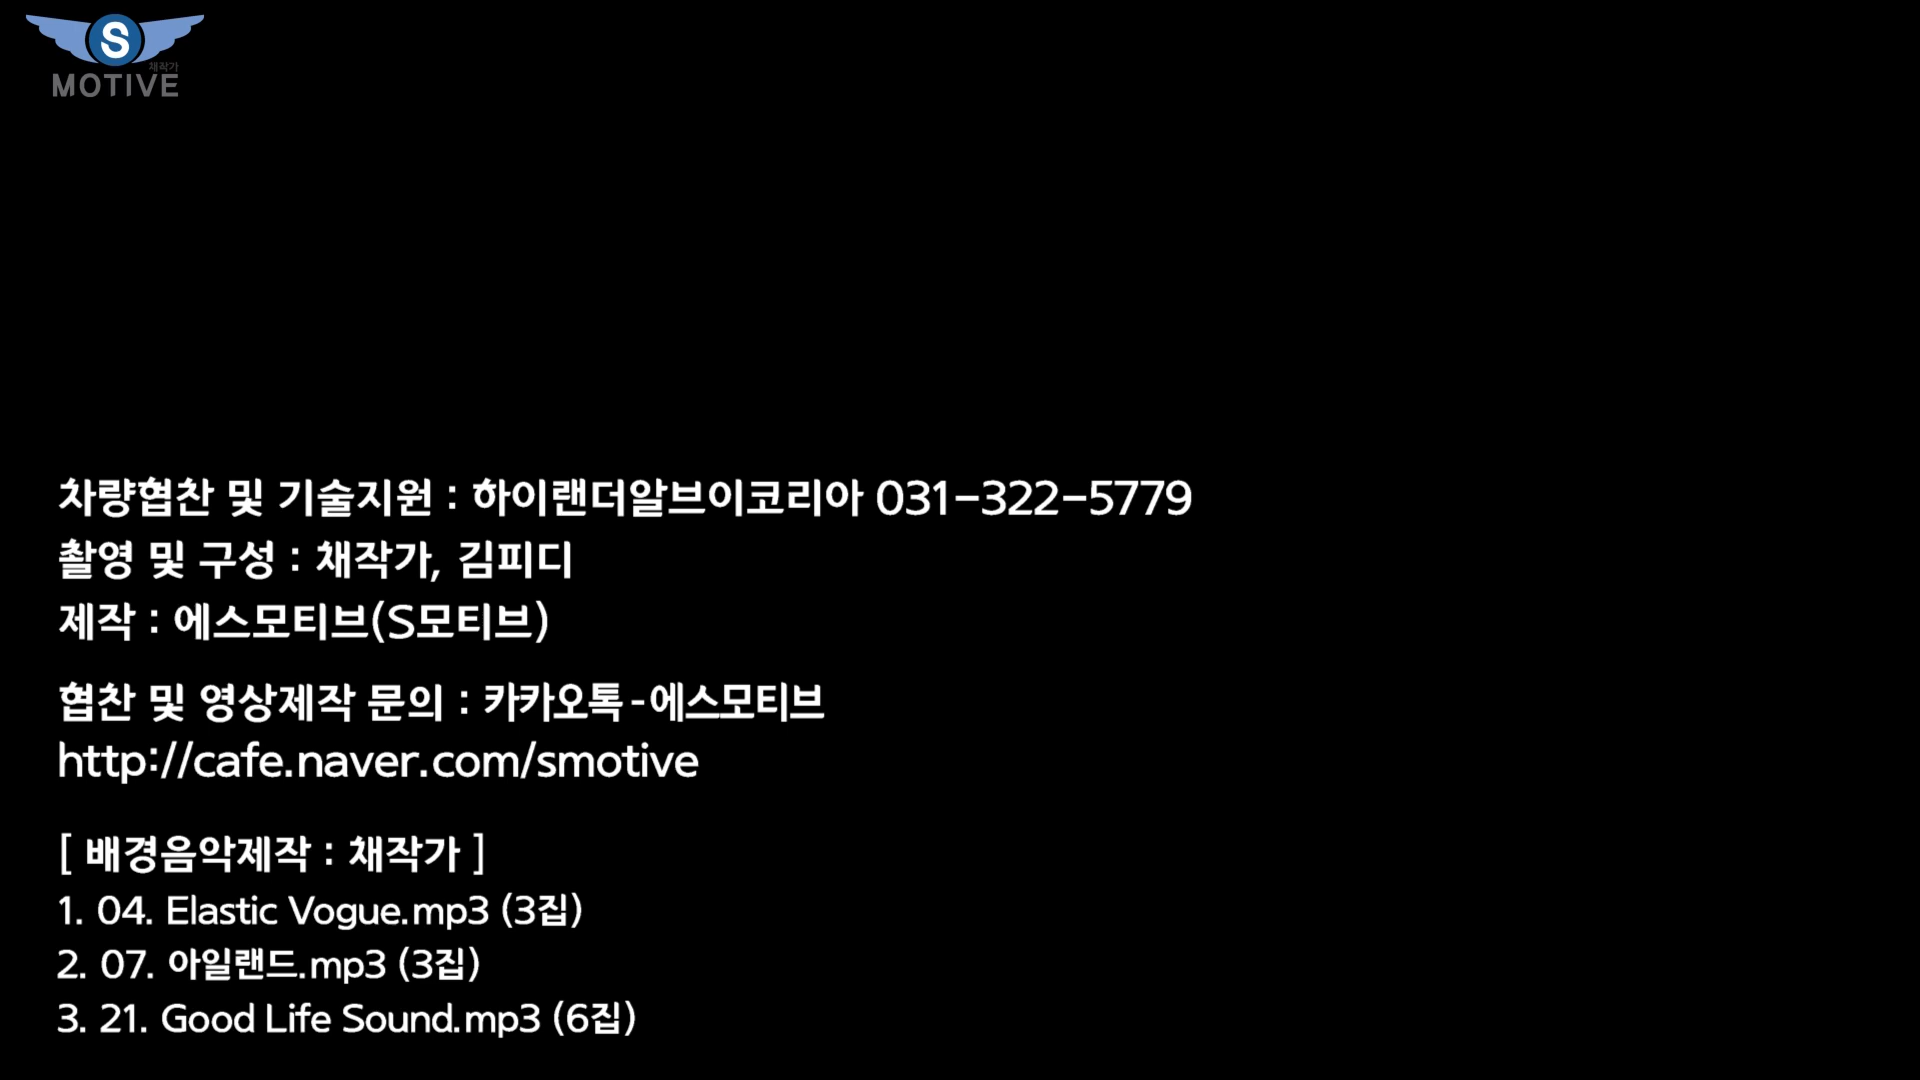 S
채작가
MOTIVE
차량협찬 및 기술지원 : 하이랜더알브이코리아 031-322-5779
촬영 및 구성 : 채작가, 김피디
제작 : 에스모티브(S모티브)
협찬 및 영상제작 문의 : 카카오톡-에스모티브
http://cafe.naver.com/smotive
[ 배경음악제작 : 채작가 ]
1. 04. Elastic Vogue.mp3 (3집)
2. 07. 아일랜드.mp3 (3집)
3. 21. Good Life Sound.mp3 (6집)